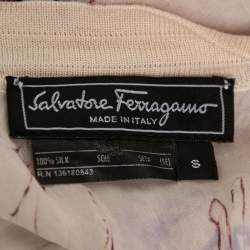 Salvatore Ferragamo
MADE IN ITALY
100% SILK
S
R.N 136180843